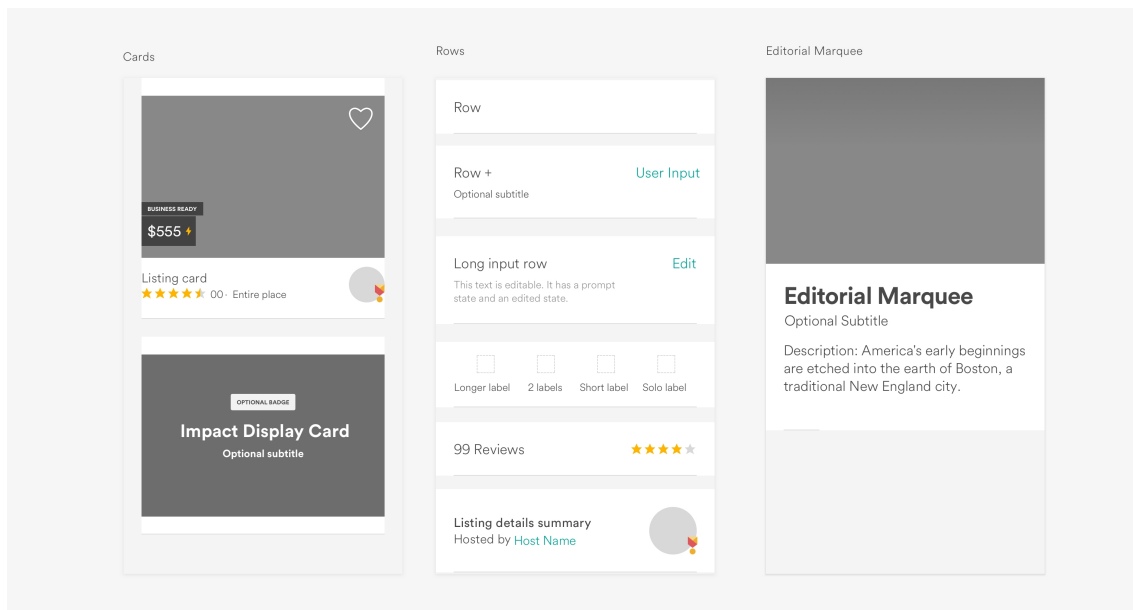 Cards
BUSINESS READY
$555
Listing card
00 · Entire place
OPTIONAL BADGE
Impact Display Card
Optional subtitle
Rows
Row
Row + User Input
Optional subtitle
Long input row Edit
This text is editable. It has a prompt
state and an edited state.
Longer label 2 labels Short label Solo label
99 Reviews
Listing details summary
Hosted by Host Name
Editorial Marquee
Editorial Marquee
Optional Subtitle
Description: America's early beginnings
are etched into the earth of Boston, a
traditional New England city.